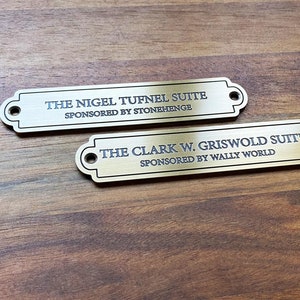 THE NIGEL TUFNEL SUITE
SPONSORED BY STONEHENGE
THE CLARK W. GRISWOLD SUIT
SPONSORED BY WALLY WORLD